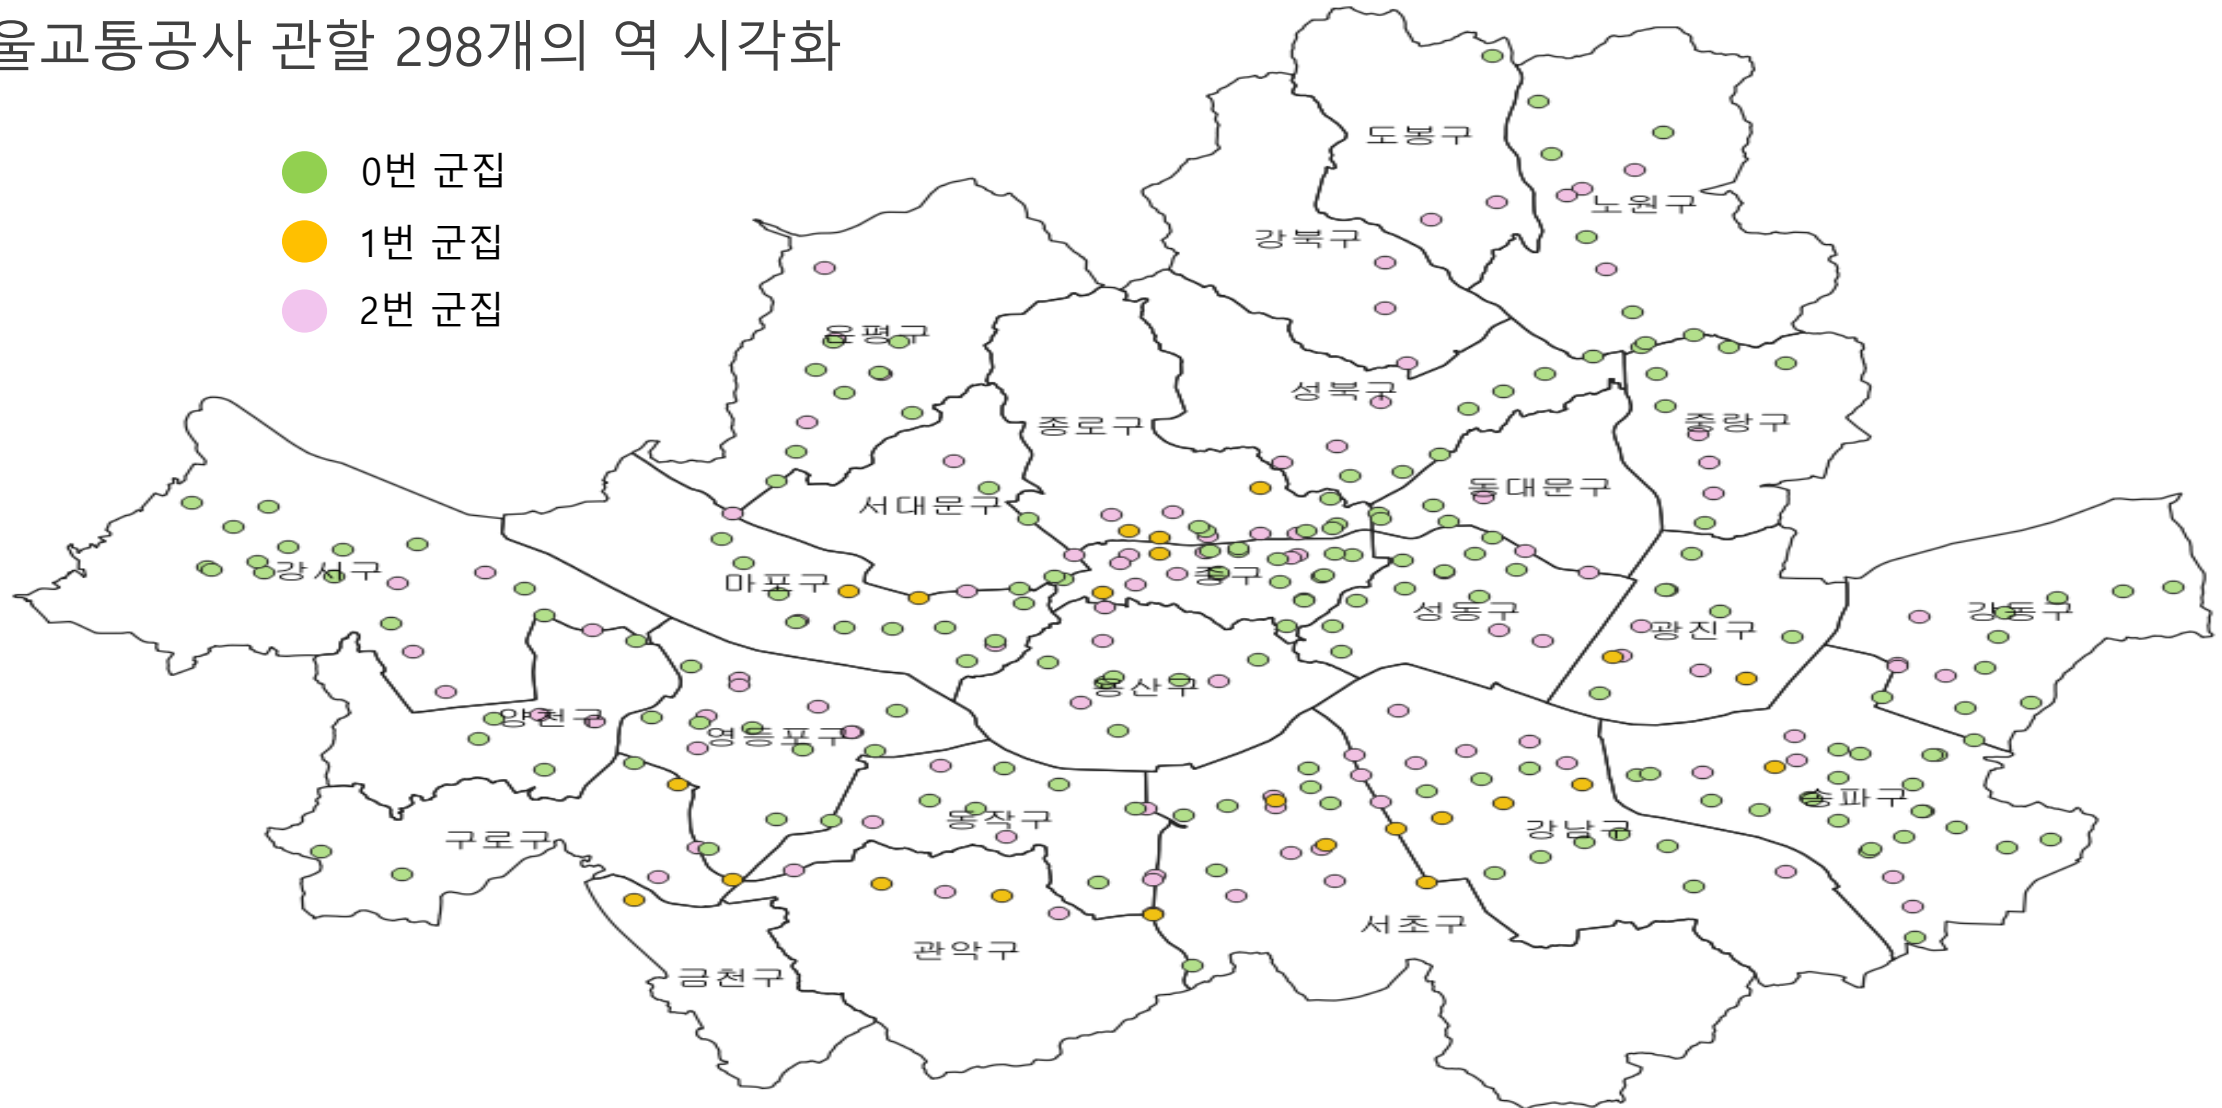 울교통공사 관할 298개의 역 시각화
0번 군집
1번 군집
2번 군집
도봉구
노원구
강북구
은평구
성북구
종로구
중랑구
서대문구
동대문구
강서구
마포구
중구
성동구
광진구
강동구
용산구
양천구
영등포구
동작구
송파구
구로구
강남구
서초구
관악구
금천구